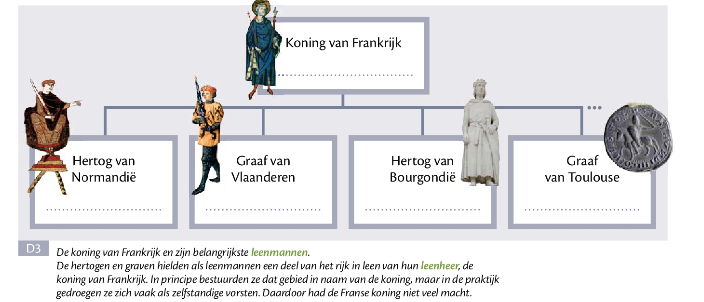 Koning van Frankrijk
Hertog van
Normandië
Graaf van
Vlaanderen
Hertog van
Bourgondië
Graaf
van Toulouse
D3
De koning van Frankrijk en zijn belangrijkste leenmannen.
De hertogen en graven hielden als leenmannen een deel van het rijk in leen van hun leenheer, de
koning van Frankrijk. In principe bestuurden ze dat gebied in naam van de koning, maar in de praktijk
gedroegen ze zich vaak als zelfstandige vorsten. Daardoor had de Franse koning niet veel macht.